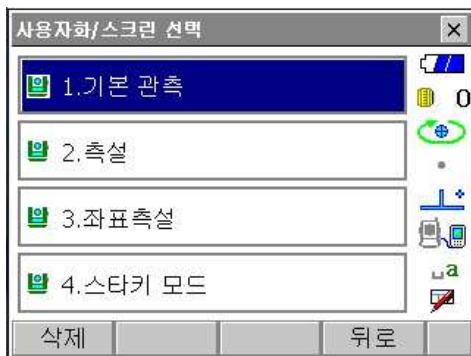 사용자화/스크린 선택
1.기본 관측
0
2.측설
3.좌표측설
4.스타키 모드
a
삭제
뒤로